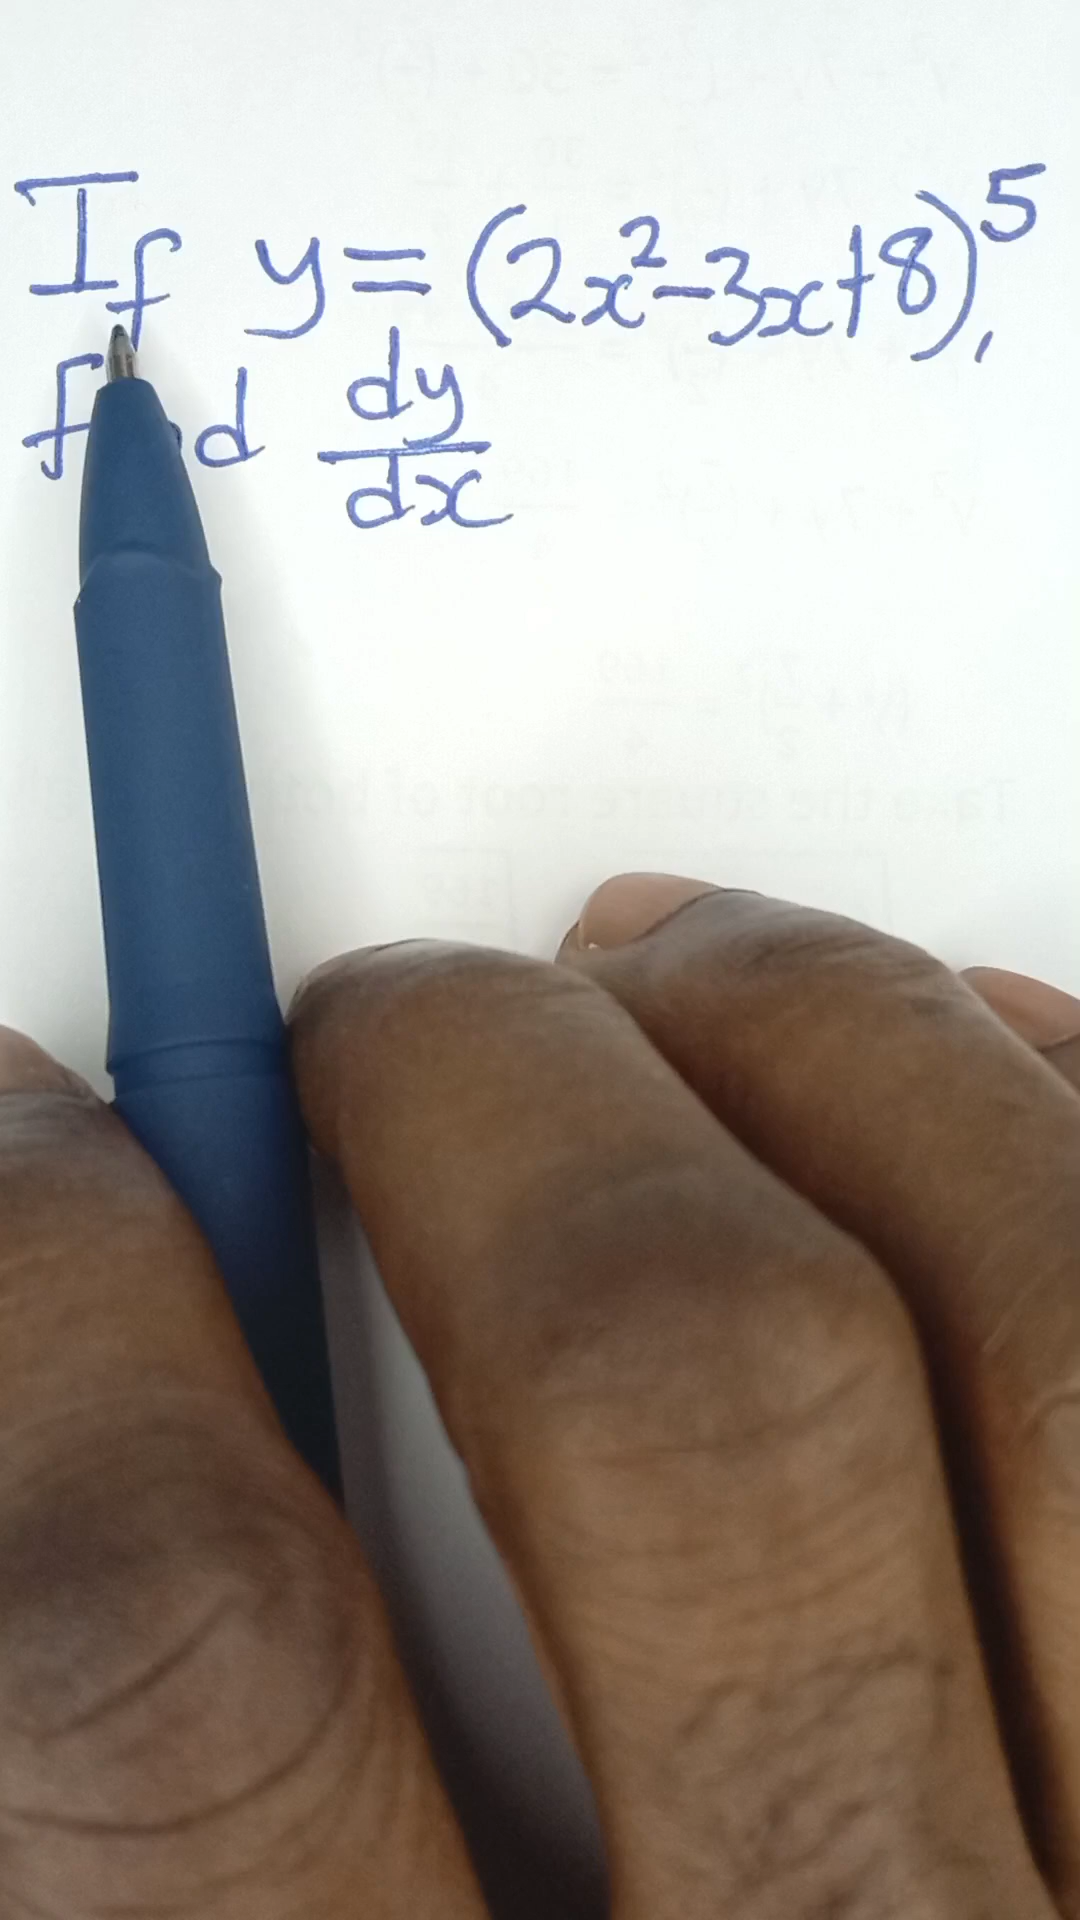 If y = (2x² - 3x + 8)⁵,
find dy/dx